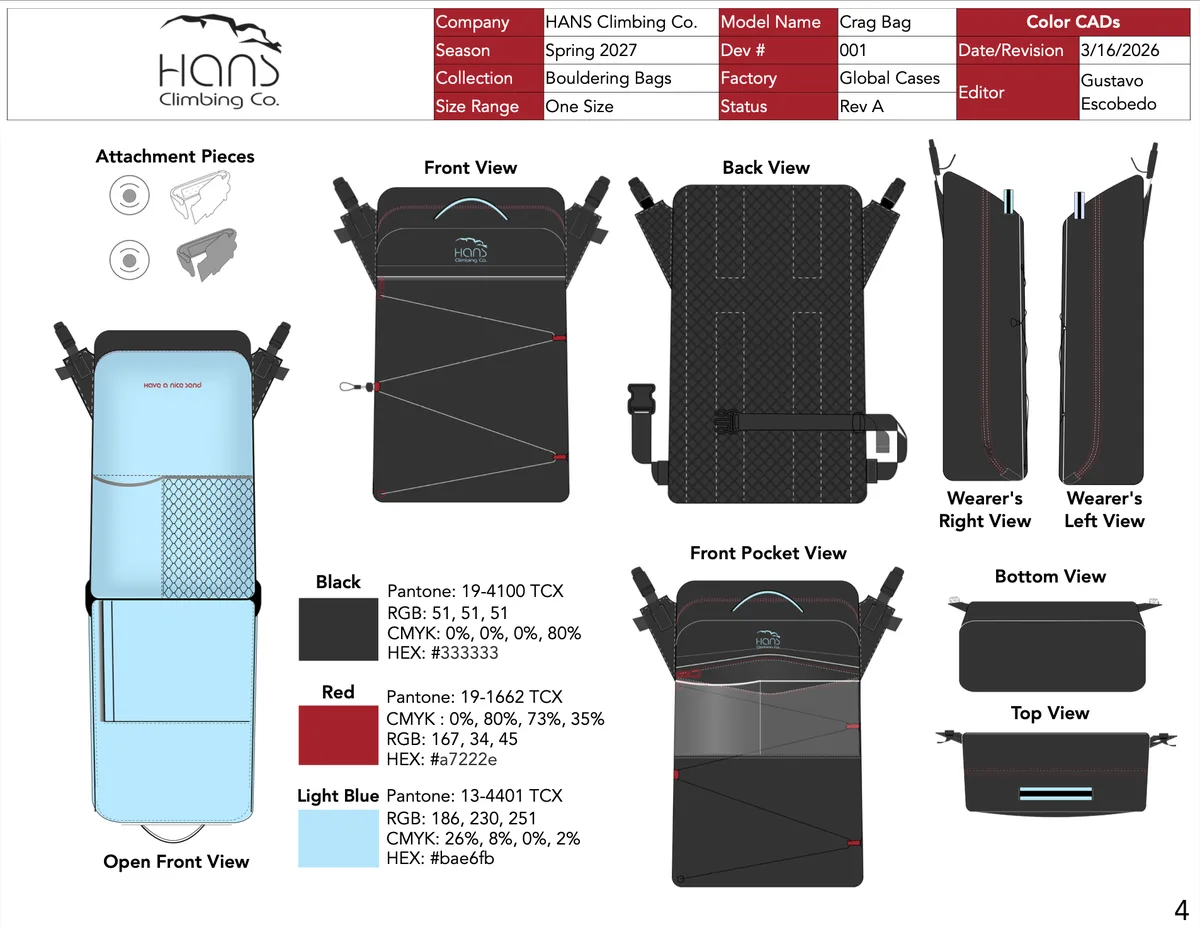 HANS
Climbing Co.
Company HANS Climbing Co. Model Name Crag Bag Color CADs
Season Spring 2027 Dev # 001 Date/Revision 3/16/2026
Collection Bouldering Bags Factory Global Cases Editor Gustavo Escobedo
Size Range One Size Status Rev A
Attachment Pieces
Front View
Back View
HANS
Climbing Co.
Have a nice send
Wearer's
Right View
Wearer's
Left View
Front Pocket View
Bottom View
Black
Pantone: 19-4100 TCX
RGB: 51, 51, 51
CMYK: 0%, 0%, 0%, 80%
HEX: #333333
HANS
Climbing Co.
Red
Pantone: 19-1662 TCX
CMYK : 0%, 80%, 73%, 35%
RGB: 167, 34, 45
HEX: #a7222e
Top View
Light Blue
Pantone: 13-4401 TCX
RGB: 186, 230, 251
CMYK: 26%, 8%, 0%, 2%
HEX: #bae6fb
Open Front View
4